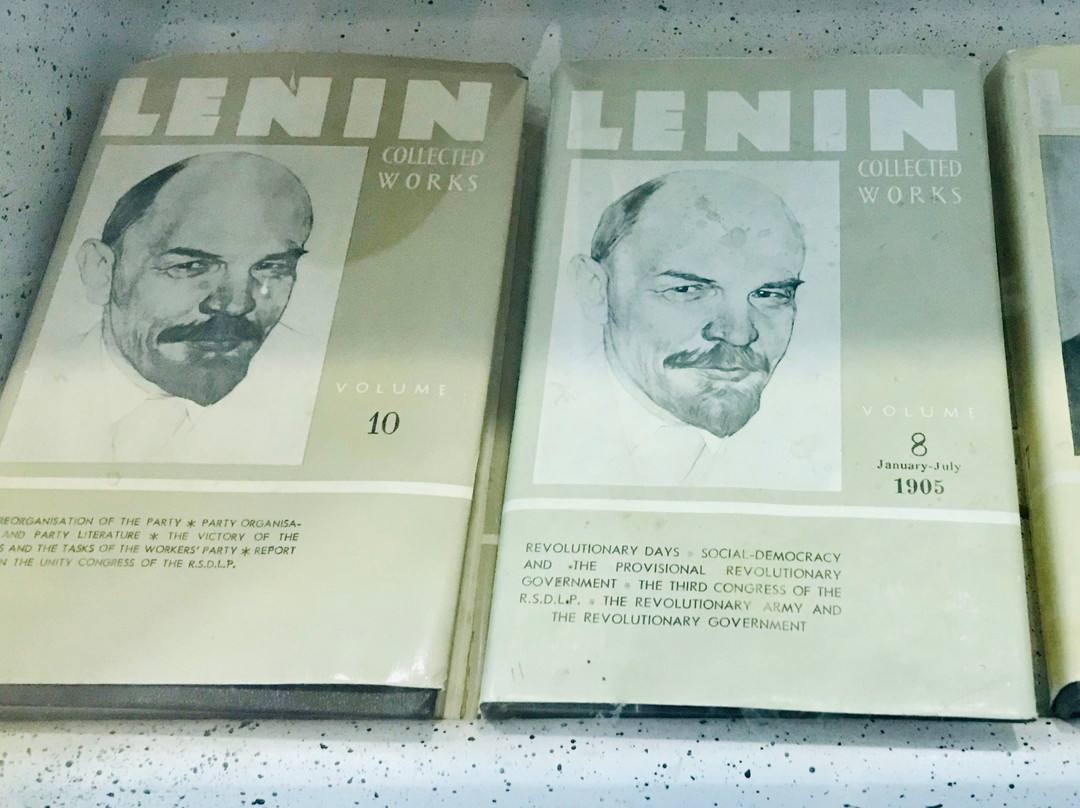 LENIN
COLLECTED
WORKS
VOLUME
10
REORGANISATION OF THE PARTY * PARTY ORGANISA-
AND PARTY LITERATURE * THE VICTORY OF THE
AND THE TASKS OF THE WORKERS' PARTY * REPORT
THE UNITY CONGRESS OF THE R.S.D.L.P.
LENIN
COLLECTED
WORKS
VOLUME
8
January-July
1905
REVOLUTIONARY DAYS * SOCIAL-DEMOCRACY
AND THE PROVISIONAL REVOLUTIONARY
GOVERNMENT * THE THIRD CONGRESS OF THE
R.S.D.L.P. * THE REVOLUTIONARY ARMY AND
THE REVOLUTIONARY GOVERNMENT
L